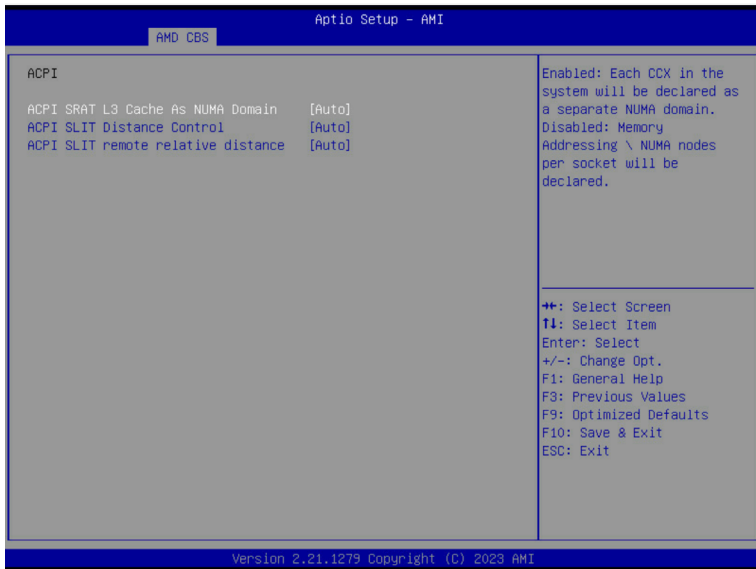 Aptio Setup – AMI
AMD CBS
ACPI
ACPI SRAT L3 Cache As NUMA Domain [Auto]
ACPI SLIT Distance Control [Auto]
ACPI SLIT remote relative distance [Auto]
Enabled: Each CCX in the
system will be declared as
a separate NUMA domain.
Disabled: Memory
Addressing \ NUMA nodes
per socket will be
declared.
→←: Select Screen
↑↓: Select Item
Enter: Select
+/-: Change Opt.
F1: General Help
F3: Previous Values
F9: Optimized Defaults
F10: Save & Exit
ESC: Exit
Version 2.21.1279 Copyright (C) 2023 AMI